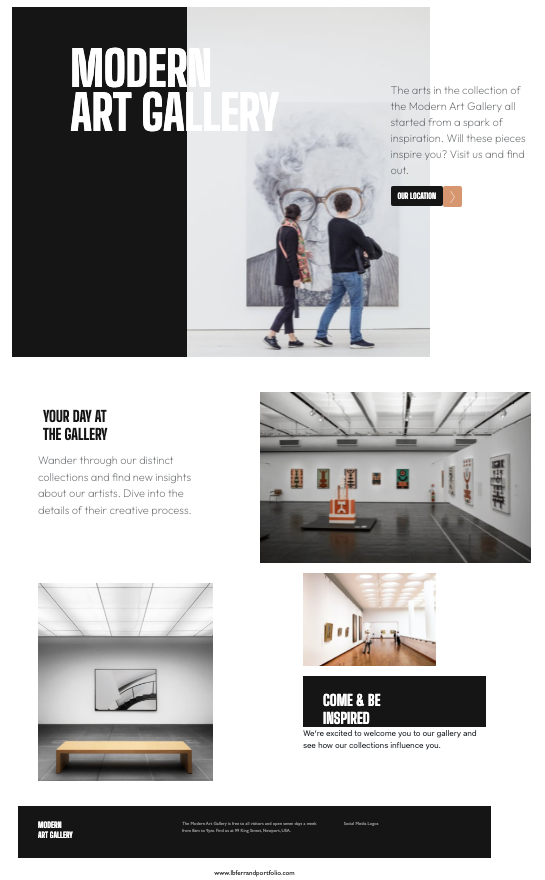 MODERN
ART GALLERY
The arts in the collection of
the Modern Art Gallery all
started from a spark of
inspiration. Will these pieces
inspire you? Visit us and find
out.
OUR LOCATION
YOUR DAY AT
THE GALLERY
Wander through our distinct
collections and find new insights
about our artists. Dive into the
details of their creative process.
COME & BE
INSPIRED
We're excited to welcome you to our gallery and
see how our collections influence you.
MODERN
ART GALLERY
The Modern Art Gallery is free to all visitors and open seven days a week
from 8am to 9pm. Find us at 99 King Street, Newport, USA.
Social Media Logos
www.lbferrandportfolio.com